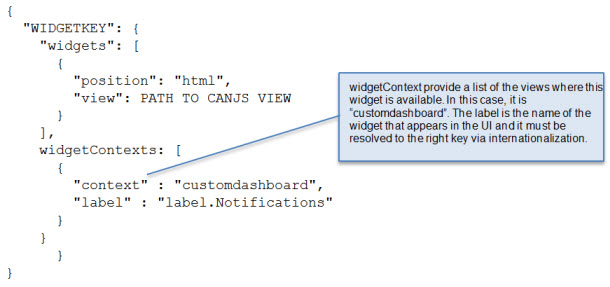 {
"WIDGETKEY": {
"widgets": [
{
"position": "html",
"view": PATH TO CANJS VIEW
}
],
widgetContexts: [
{
"context" : "customdashboard",
"label" : "label.Notifications"
}
}
}
}
widgetContext provide a list of the views where this
widget is available. In this case, it is
"customdashboard". The label is the name of the
widget that appears in the UI and it must be
resolved to the right key via internationalization.